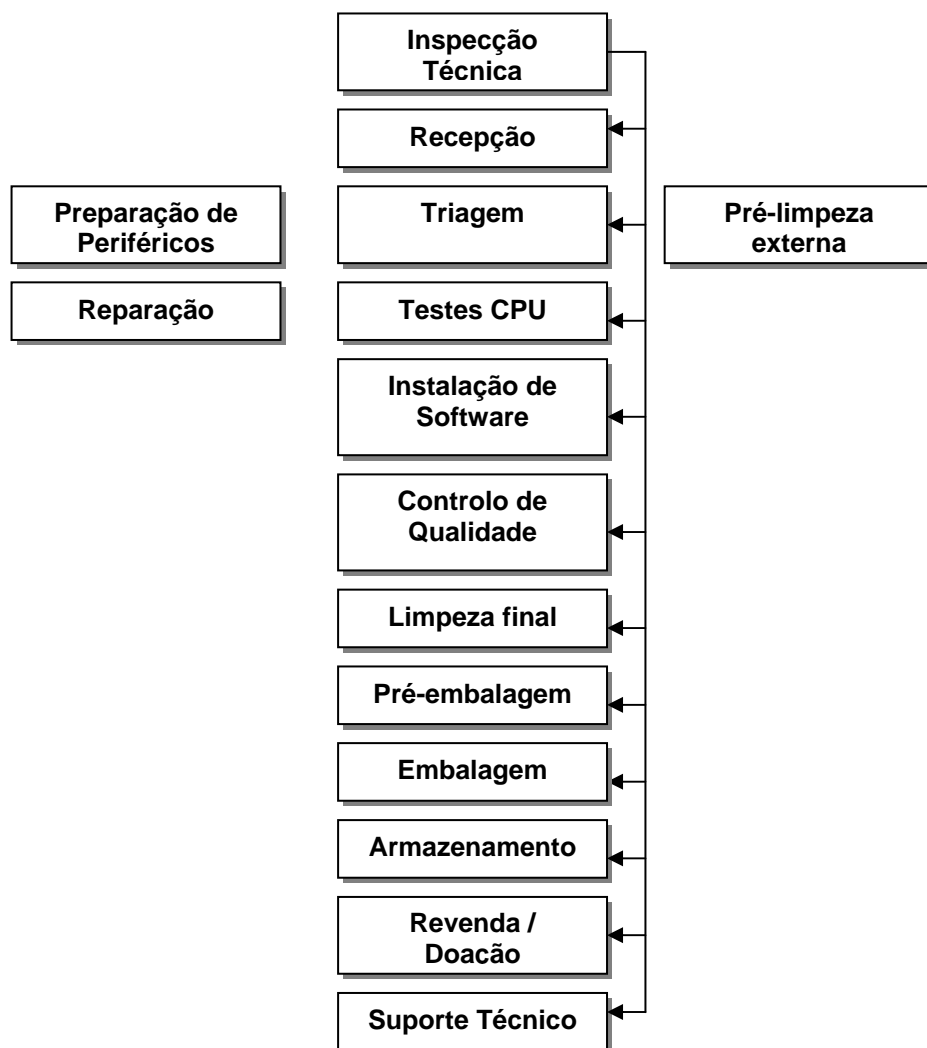 Inspecção
Técnica
Recepção
Preparação de
Periféricos
Triagem
Pré-limpeza
externa
Reparação
Testes CPU
Instalação de
Software
Controlo de
Qualidade
Limpeza final
Pré-embalagem
Embalagem
Armazenamento
Revenda /
Doacão
Suporte Técnico